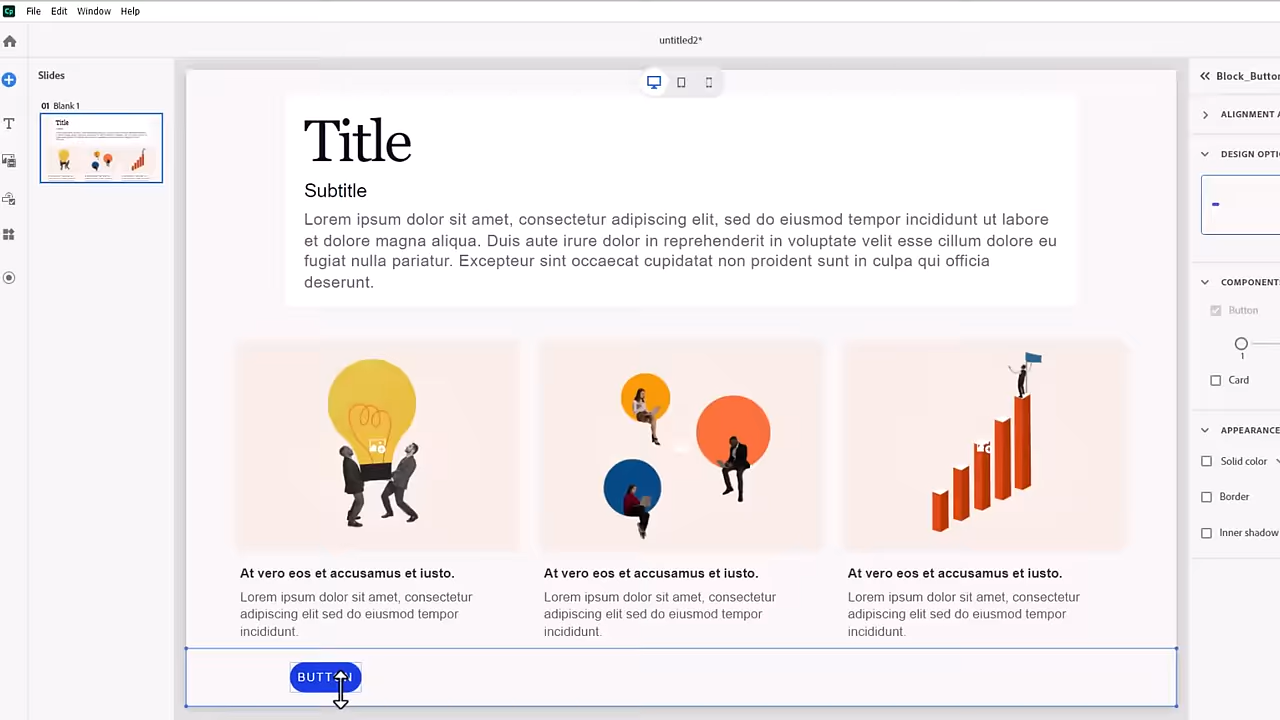 Cp File Edit Window Help
untitled2*
Slides
01 Blank 1
Title
Title
Subtitle
Lorem ipsum dolor sit amet, consectetur adipiscing elit, sed do eiusmod tempor incididunt ut labore
et dolore magna aliqua. Duis aute irure dolor in reprehenderit in voluptate velit esse cillum dolore eu
fugiat nulla pariatur. Excepteur sint occaecat cupidatat non proident sunt in culpa qui officia
deserunt.
At vero eos et accusamus et iusto.
Lorem ipsum dolor sit amet, consectetur
adipiscing elit sed do eiusmod tempor
incididunt.
At vero eos et accusamus et iusto.
Lorem ipsum dolor sit amet, consectetur
adipiscing elit sed do eiusmod tempor
incididunt.
At vero eos et accusamus et iusto.
Lorem ipsum dolor sit amet, consectetur
adipiscing elit sed do eiusmod tempor
incididunt.
BUTTON
Block_Button
ALIGNMENT A
DESIGN OPTI
COMPONENT
Button
1
Card
APPEARANCE
Solid color
Border
Inner shadow